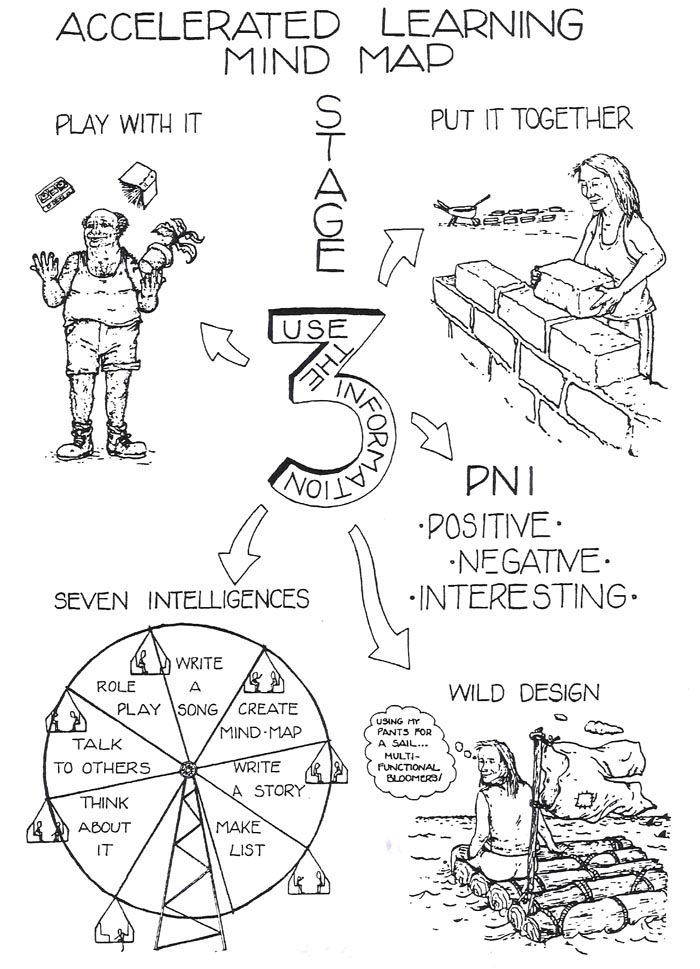 ACCELERATED LEARNING
MIND MAP
STAGE
3
USE
THE
INFORMATION
PLAY WITH IT
PUT IT TOGETHER
PNI
·POSITIVE·
·NEGATIVE·
·INTERESTING·
SEVEN INTELLIGENCES
WRITE
A
SONG
CREATE
MIND·MAP
WRITE
A STORY
MAKE
LIST
THINK
ABOUT
IT
TALK
TO OTHERS
ROLE
PLAY
WILD DESIGN
USING MY
PANTS FOR
A SAIL...
MULTI-
FUNCTIONAL
BLOOMERS!